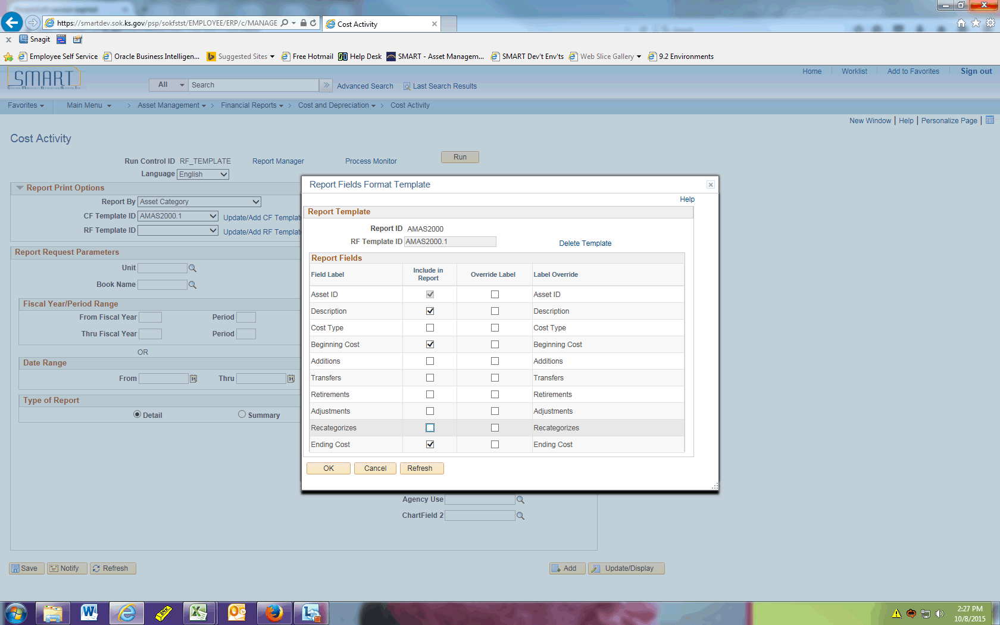 https://smartdev.sok.ks.gov/psp/sokfstst/EMPLOYEE/ERP/c/MANAGE
Cost Activity
Snagit
Employee Self Service
Oracle Business Intelligen...
Suggested Sites
Free Hotmail
Help Desk
SMART - Asset Managem...
SMART Dev't Env'ts
Web Slice Gallery
9.2 Environments
SMART
Home
Worklist
Add to Favorites
Sign out
All
Search
Advanced Search
Last Search Results
Favorites
Main Menu
Asset Management
Financial Reports
Cost and Depreciation
Cost Activity
New Window | Help | Personalize Page |
Cost Activity
Run Control ID RF_TEMPLATE
Report Manager
Process Monitor
Run
Language English
Report Print Options
Report By Asset Category
CF Template ID AMAS2000.1 Update/Add CF Templat
RF Template ID Update/Add RF Templat
Report Request Parameters
Unit
Book Name
Fiscal Year/Period Range
From Fiscal Year Period
Thru Fiscal Year Period
OR
Date Range
From 31 Thru 31
Type of Report
Detail Summary
Report Fields Format Template
Help
Report Template
Report ID AMAS2000
RF Template ID AMAS2000.1 Delete Template
Report Fields
Field Label Include in Report Override Label Label Override
Asset ID Asset ID
Description Description
Cost Type Cost Type
Beginning Cost Beginning Cost
Additions Additions
Transfers Transfers
Retirements Retirements
Adjustments Adjustments
Recategorizes Recategorizes
Ending Cost Ending Cost
OK Cancel Refresh
Agency Use
ChartField 2
Save Notify Refresh
Add Update/Display
2:27 PM
10/8/2015